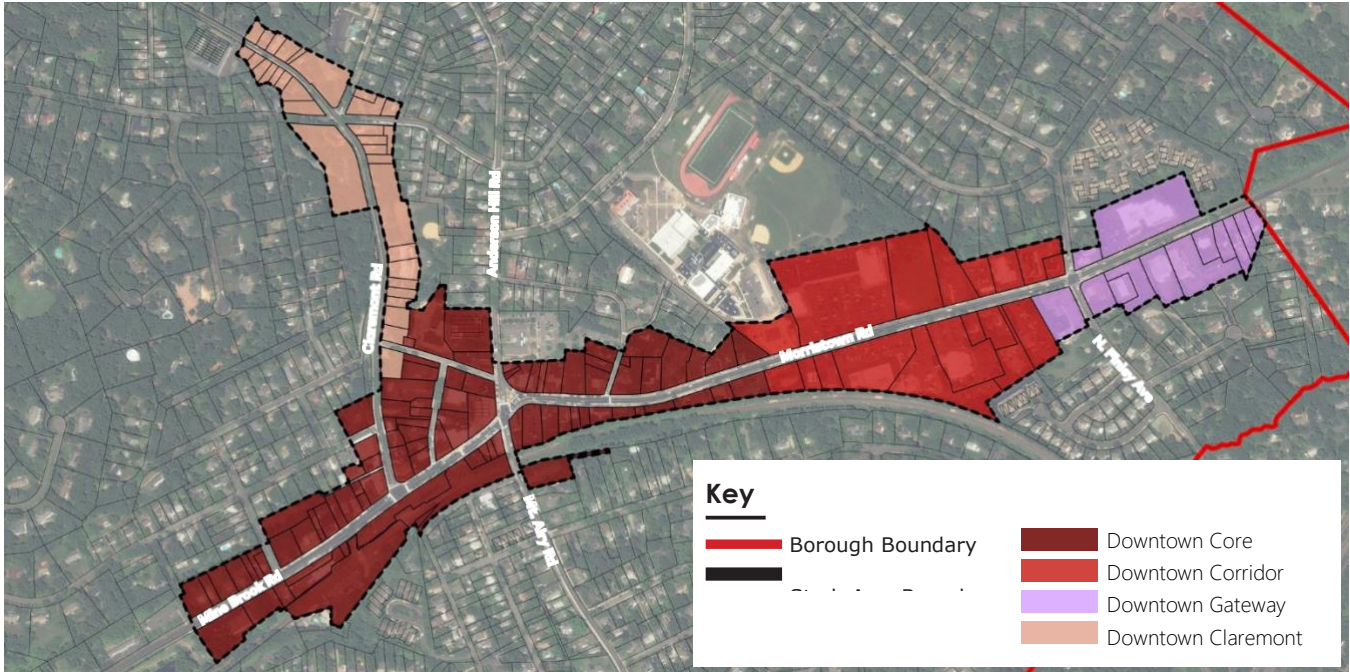 Anderson Hill Rd
Claremont Rd
Morristown Rd
N. Finley Ave
Mt. Airy Rd
Mine Brook Rd
Key
Borough Boundary
Downtown Core
Downtown Corridor
Downtown Gateway
Downtown Claremont